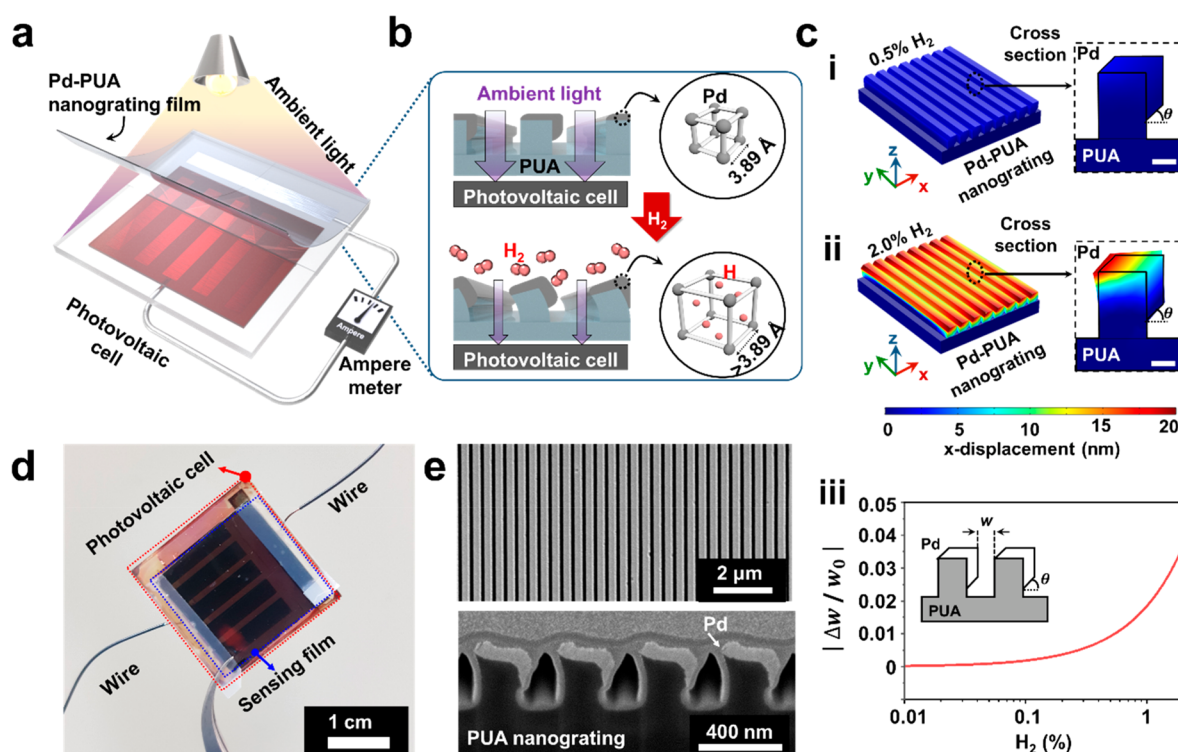 a
Pd-PUA
nanograting film
Ambient light
Photovoltaic
cell
Ampere
Ampere
meter
b
Ambient light
PUA
Photovoltaic cell
Pd
3.89 Å
H2
H2
Photovoltaic cell
H
>3.89 Å
c
i
0.5% H2
Cross
section
Pd
θ
PUA
Pd-PUA
nanograting
z
y
x
ii
2.0% H2
Cross
section
Pd
θ
PUA
Pd-PUA
nanograting
z
y
x
0 5 10 15 20
x-displacement (nm)
d
Photovoltaic cell
Wire
Wire
Sensing film
1 cm
e
2 μm
Pd
PUA nanograting
400 nm
iii
| Δw / w0 |
0.05
0.04
0.03
0.02
0.01
0
w
Pd
θ
PUA
0.01 0.1 1
H2 (%)